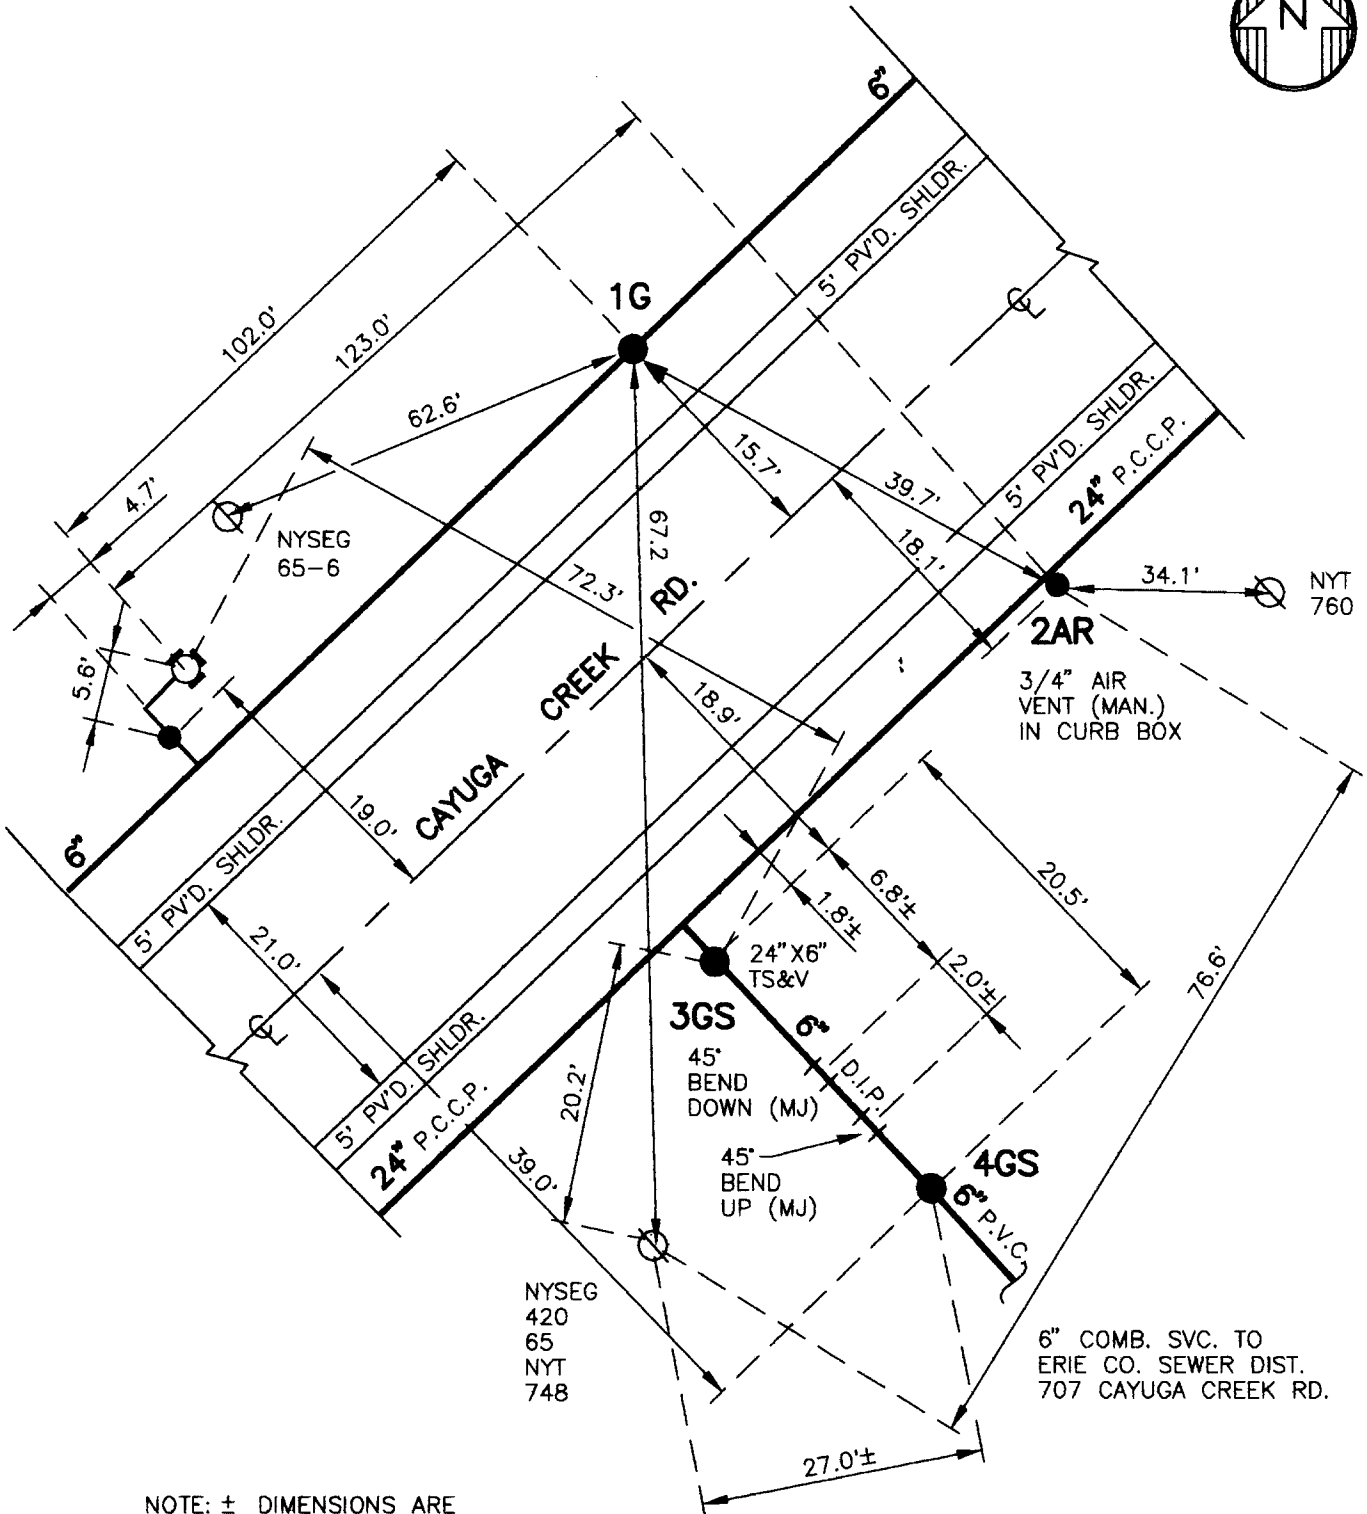 N
6"
5' PV'D. SHLDR.
102.0'
123.0'
1G
62.6'
15.7'
39.7'
4.7'
NYSEG
65-6
67.2
72.3'
18.1'
5' PV'D. SHLDR.
24" P.C.C.P.
34.1'
NYT
760
2AR
3/4" AIR
VENT (MAN.)
IN CURB BOX
5.6'
CAYUGA CREEK RD.
18.9'
19.0'
6"
5' PV'D. SHLDR.
21.0'
1.8'±
6.8'±
2.0'±
20.5'
76.6'
24"X6"
TS&V
3GS
6" D.I.P.
45°
BEND
DOWN (MJ)
45°
BEND
UP (MJ)
4GS
6" P.V.C.
5' PV'D. SHLDR.
24" P.C.C.P.
20.2'
39.0'
NYSEG
420
65
NYT
748
6" COMB. SVC. TO
ERIE CO. SEWER DIST.
707 CAYUGA CREEK RD.
27.0'±
NOTE: ± DIMENSIONS ARE